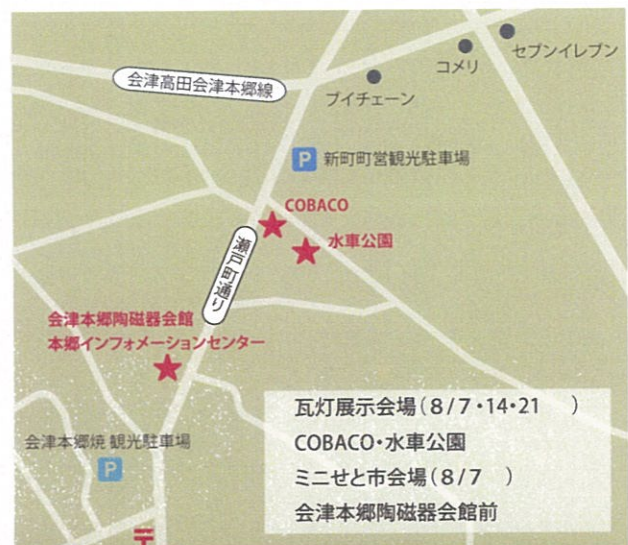 セブンイレブン
コメリ
ブイチェーン
会津高田会津本郷線
P 新町町営観光駐車場
COBACO
水車公園
瀬戸町通り
会津本郷陶磁器会館
本郷インフォメーションセンター
会津本郷焼 観光駐車場
P
〒
瓦灯展示会場(8/7・14・21 )
COBACO・水車公園
ミニせと市会場(8/7 )
会津本郷陶磁器会館前